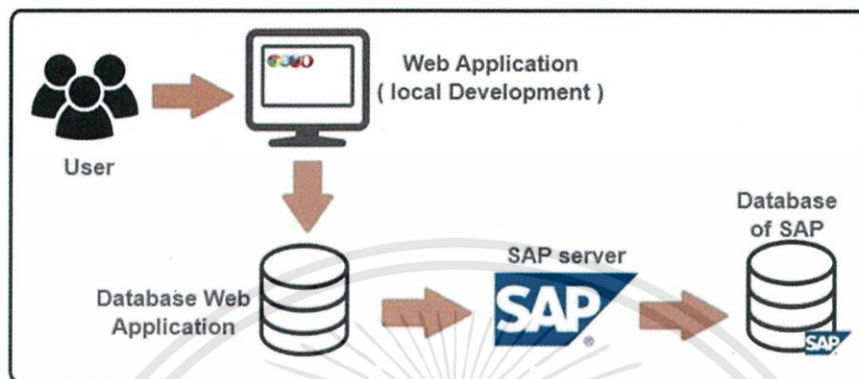 Web Application
( local Development )
User
Database
of SAP
SAP server
Database Web
Application
SAP
®
SAP